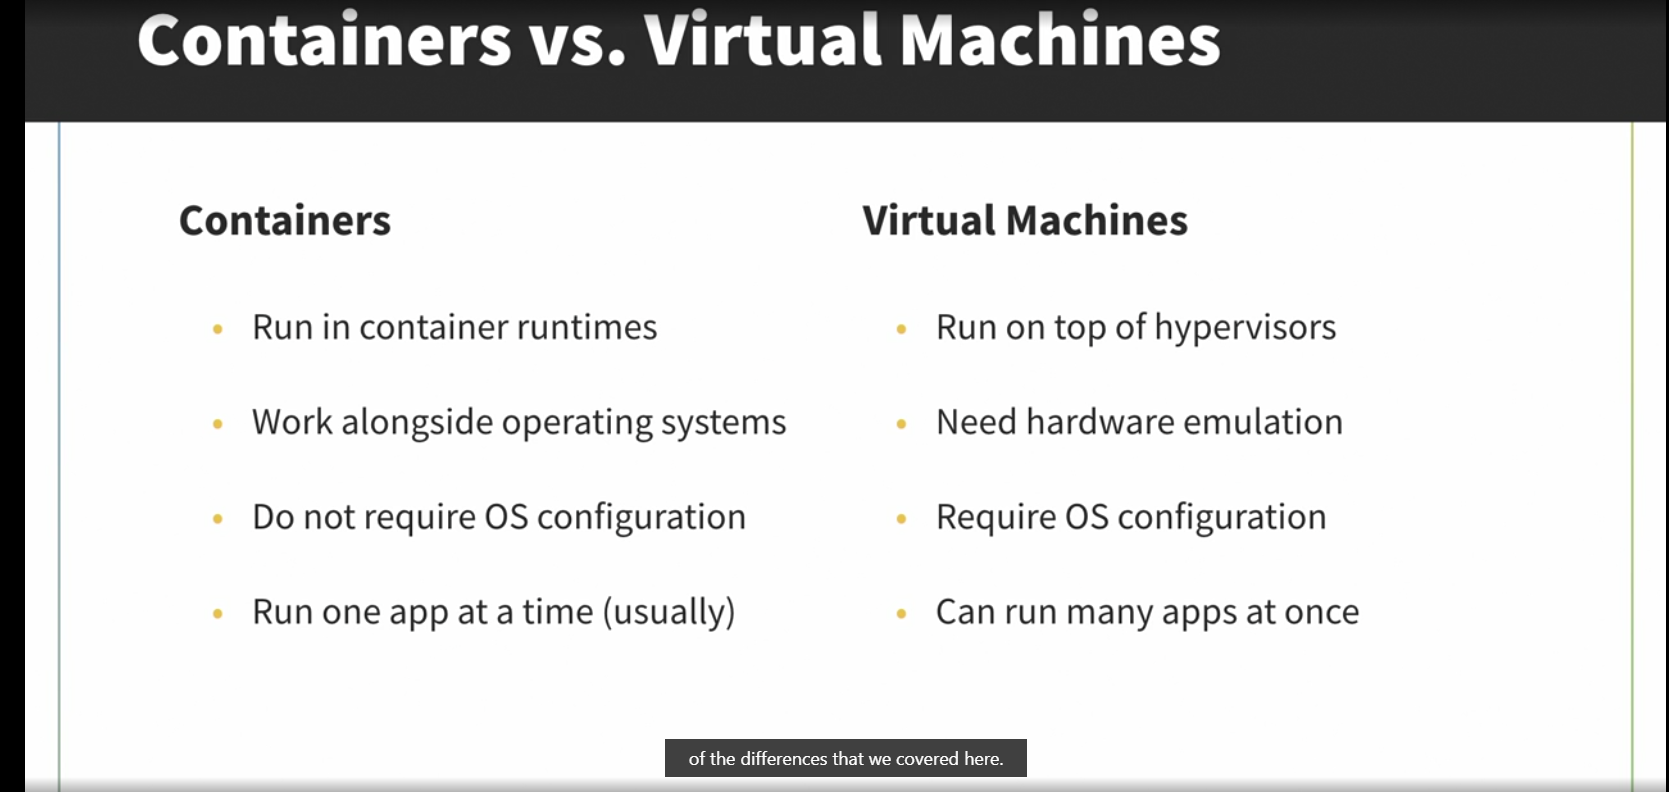 Containers vs. Virtual Machines
Containers
Run in container runtimes
Work alongside operating systems
Do not require OS configuration
Run one app at a time (usually)
Virtual Machines
Run on top of hypervisors
Need hardware emulation
Require OS configuration
Can run many apps at once
of the differences that we covered here.